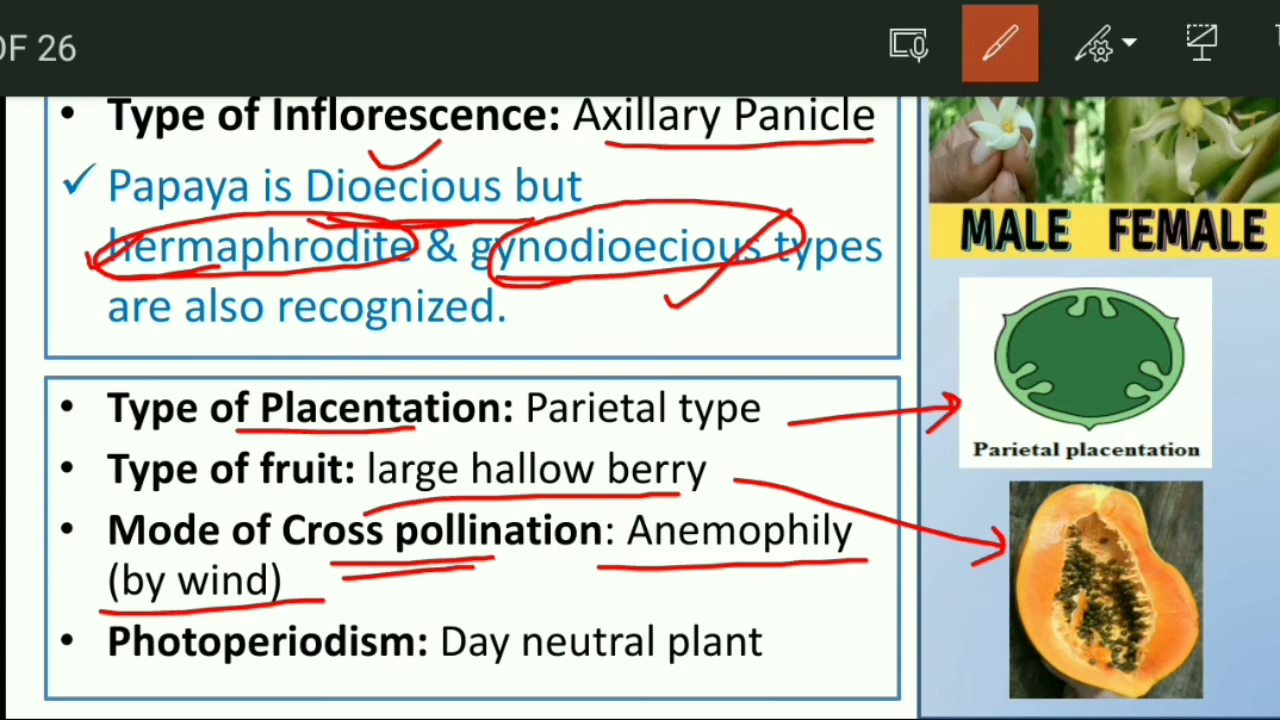 OF 26
• Type of Inflorescence: Axillary Panicle
✓ Papaya is Dioecious but
hermaphrodite & gynodioecious types
are also recognized.
• Type of Placentation: Parietal type
• Type of fruit: large hallow berry
• Mode of Cross pollination: Anemophily
(by wind)
• Photoperiodism: Day neutral plant
MALE FEMALE
Parietal placentation